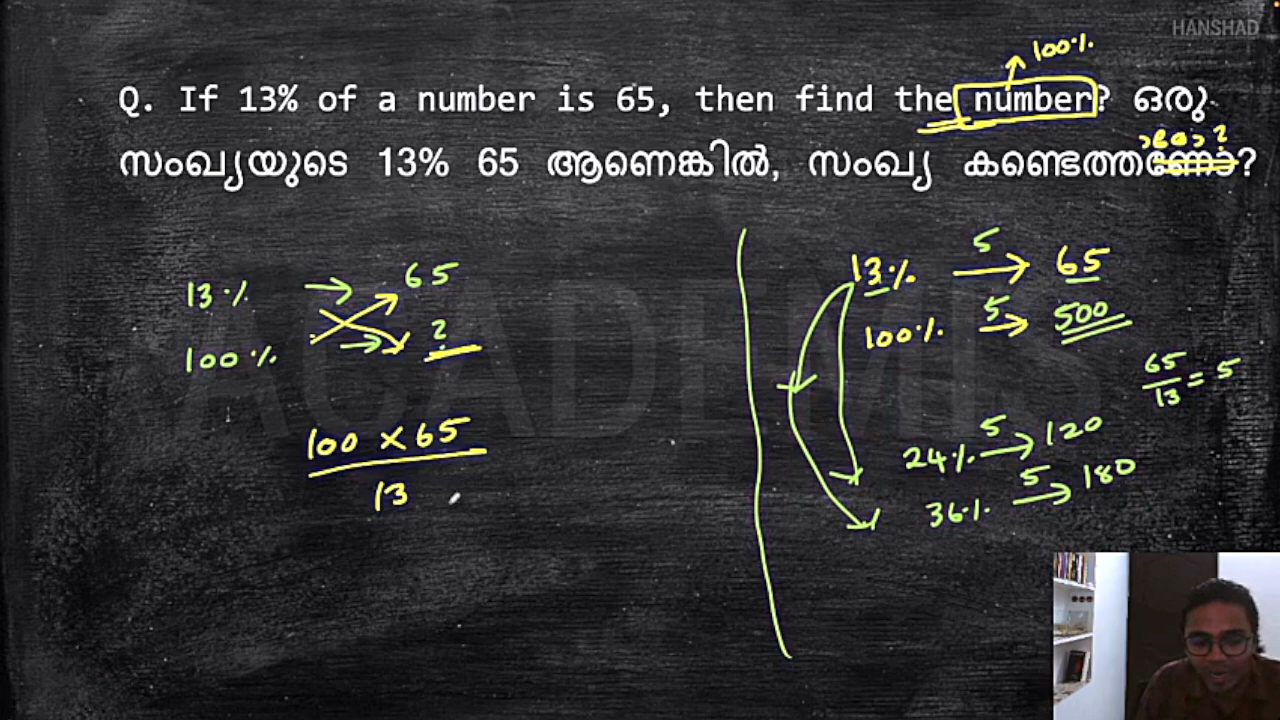 HANSHAD
100%
Q. If 13% of a number is 65, then find the number? ഒരു
സംഖ്യയുടെ 13% 65 ആണെങ്കിൽ, സംഖ്യ കണ്ടെത്തണോ?
13% → 65
100% → ?
100 × 65
13
13% 5 → 65
100% 5 → 500
65/13 = 5
24% 5 → 120
36% 5 → 180
ACADEMIS